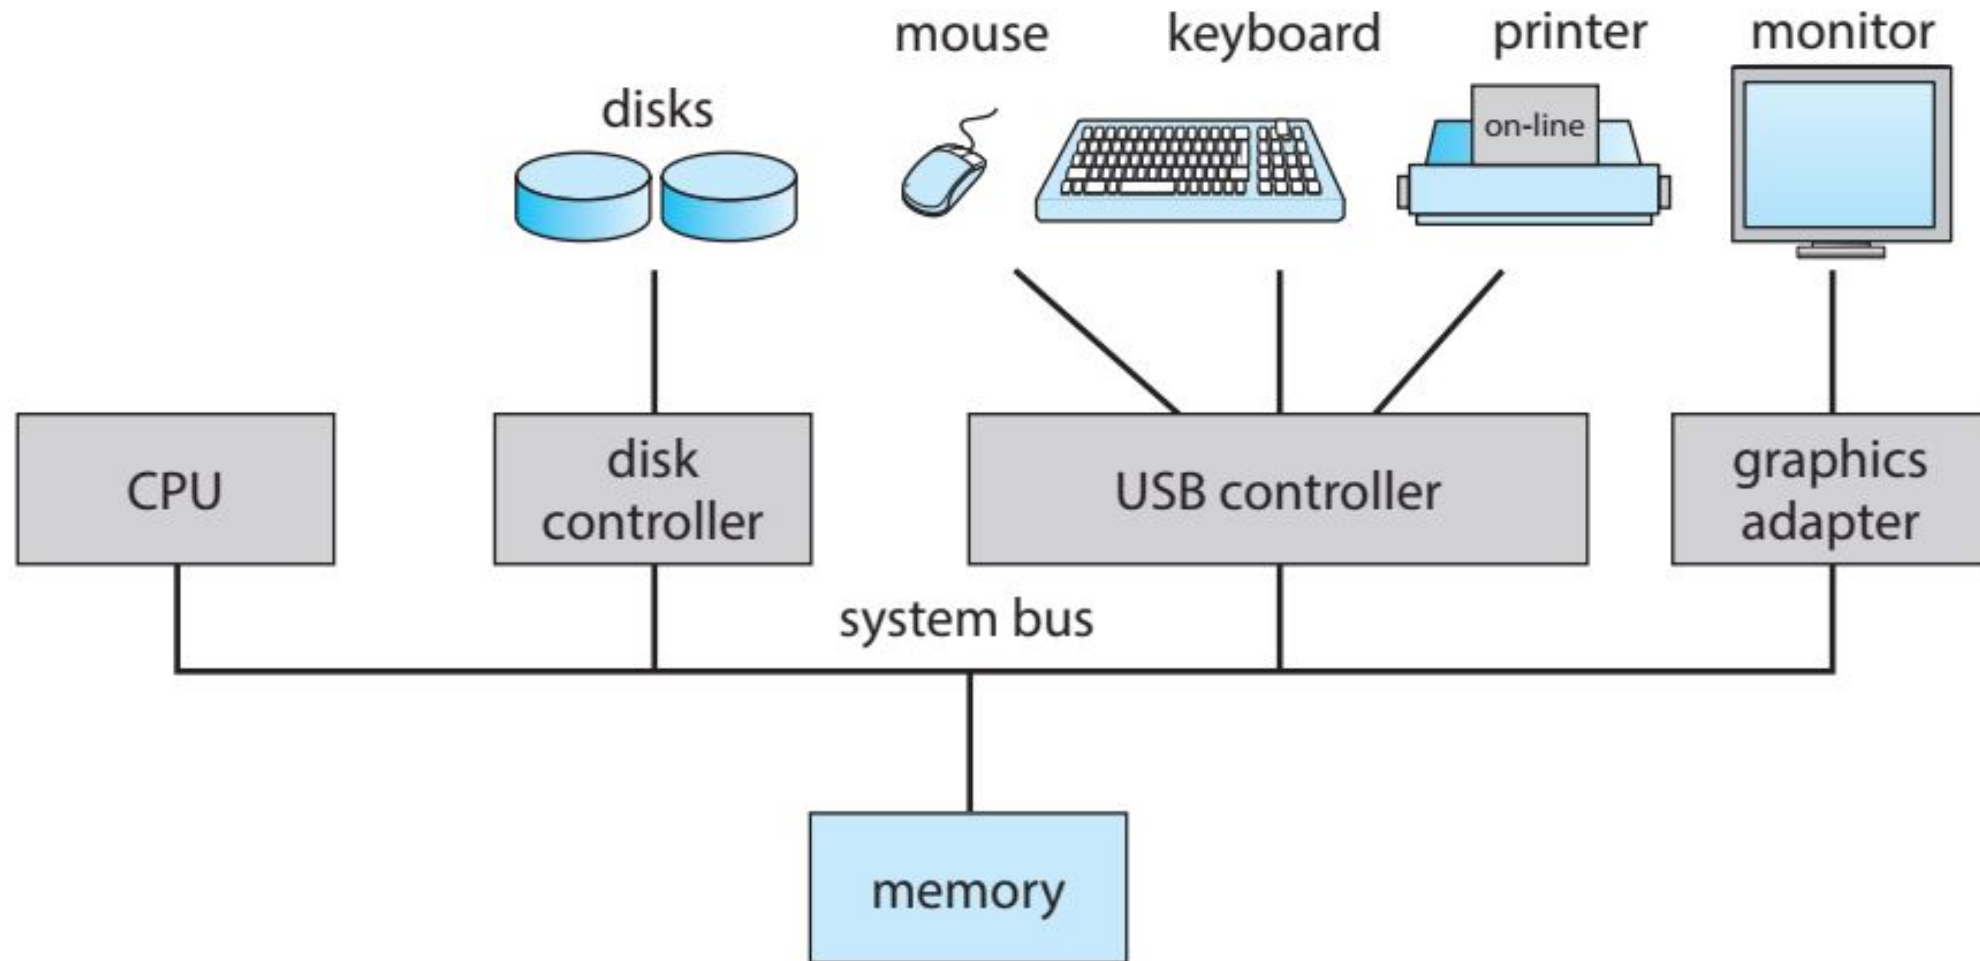 mouse
keyboard
printer
monitor
disks
on-line
CPU
disk
controller
USB controller
graphics
adapter
system bus
memory